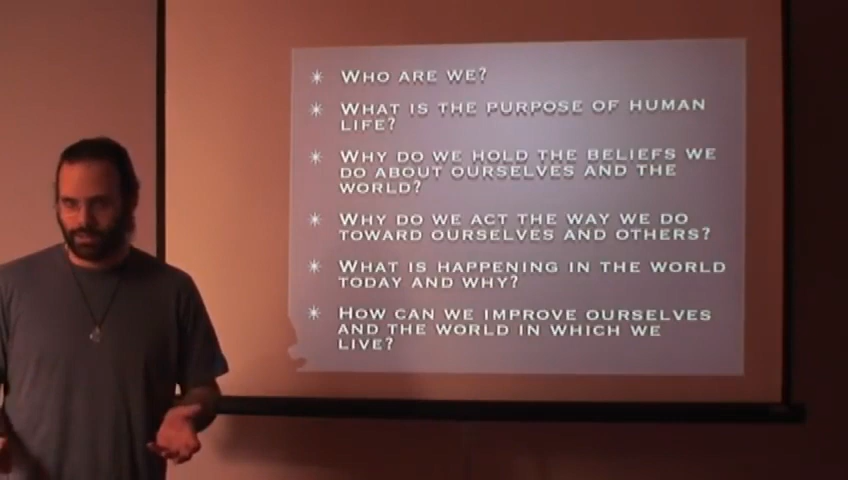 WHO ARE WE?
WHAT IS THE PURPOSE OF HUMAN
LIFE?
WHY DO WE HOLD THE BELIEFS WE
DO ABOUT OURSELVES AND THE
WORLD?
WHY DO WE ACT THE WAY WE DO
TOWARD OURSELVES AND OTHERS?
WHAT IS HAPPENING IN THE WORLD
TODAY AND WHY?
HOW CAN WE IMPROVE OURSELVES
AND THE WORLD IN WHICH WE
LIVE?